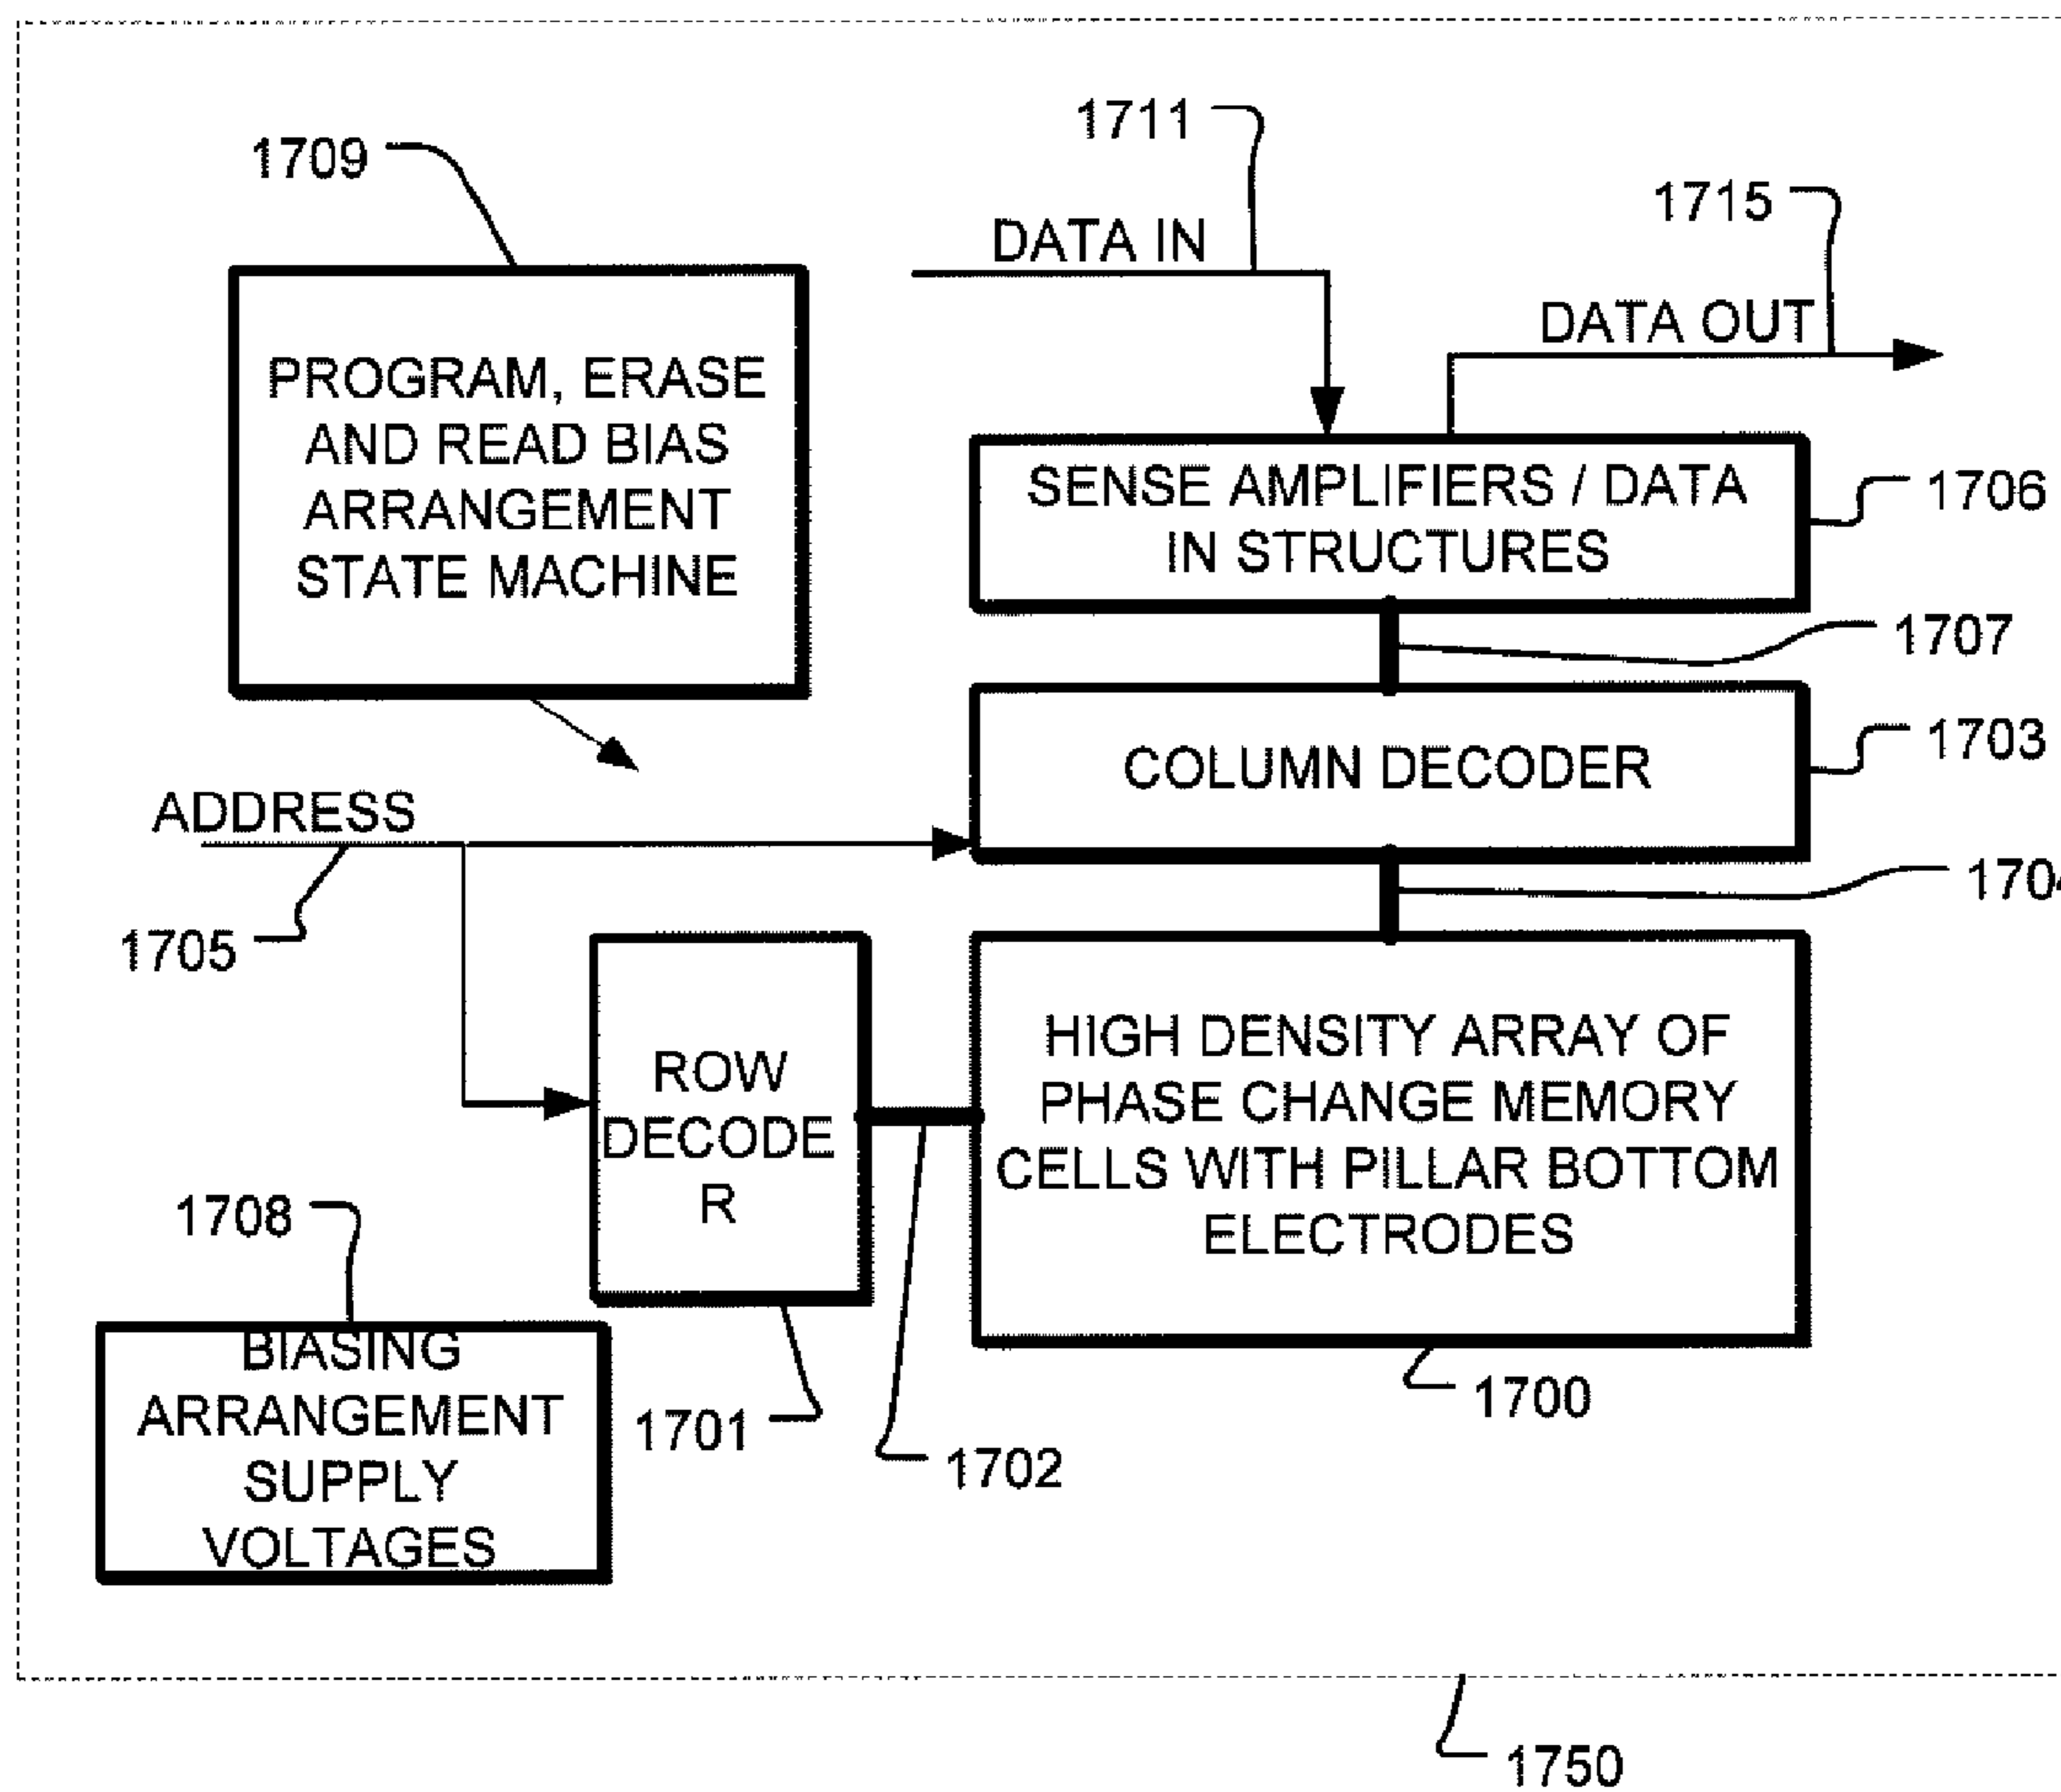 1711
1709
1715
DATA IN
DATA OUT
PROGRAM, ERASE
AND READ BIAS
ARRANGEMENT
STATE MACHINE
SENSE AMPLIFIERS / DATA
IN STRUCTURES
1706
1707
COLUMN DECODER
1703
ADDRESS
1705
ROW
DECODE
R
HIGH DENSITY ARRAY OF
PHASE CHANGE MEMORY
CELLS WITH PILLAR BOTTOM
ELECTRODES
1708
BIASING
ARRANGEMENT
SUPPLY
VOLTAGES
1701
1702
1700
1750